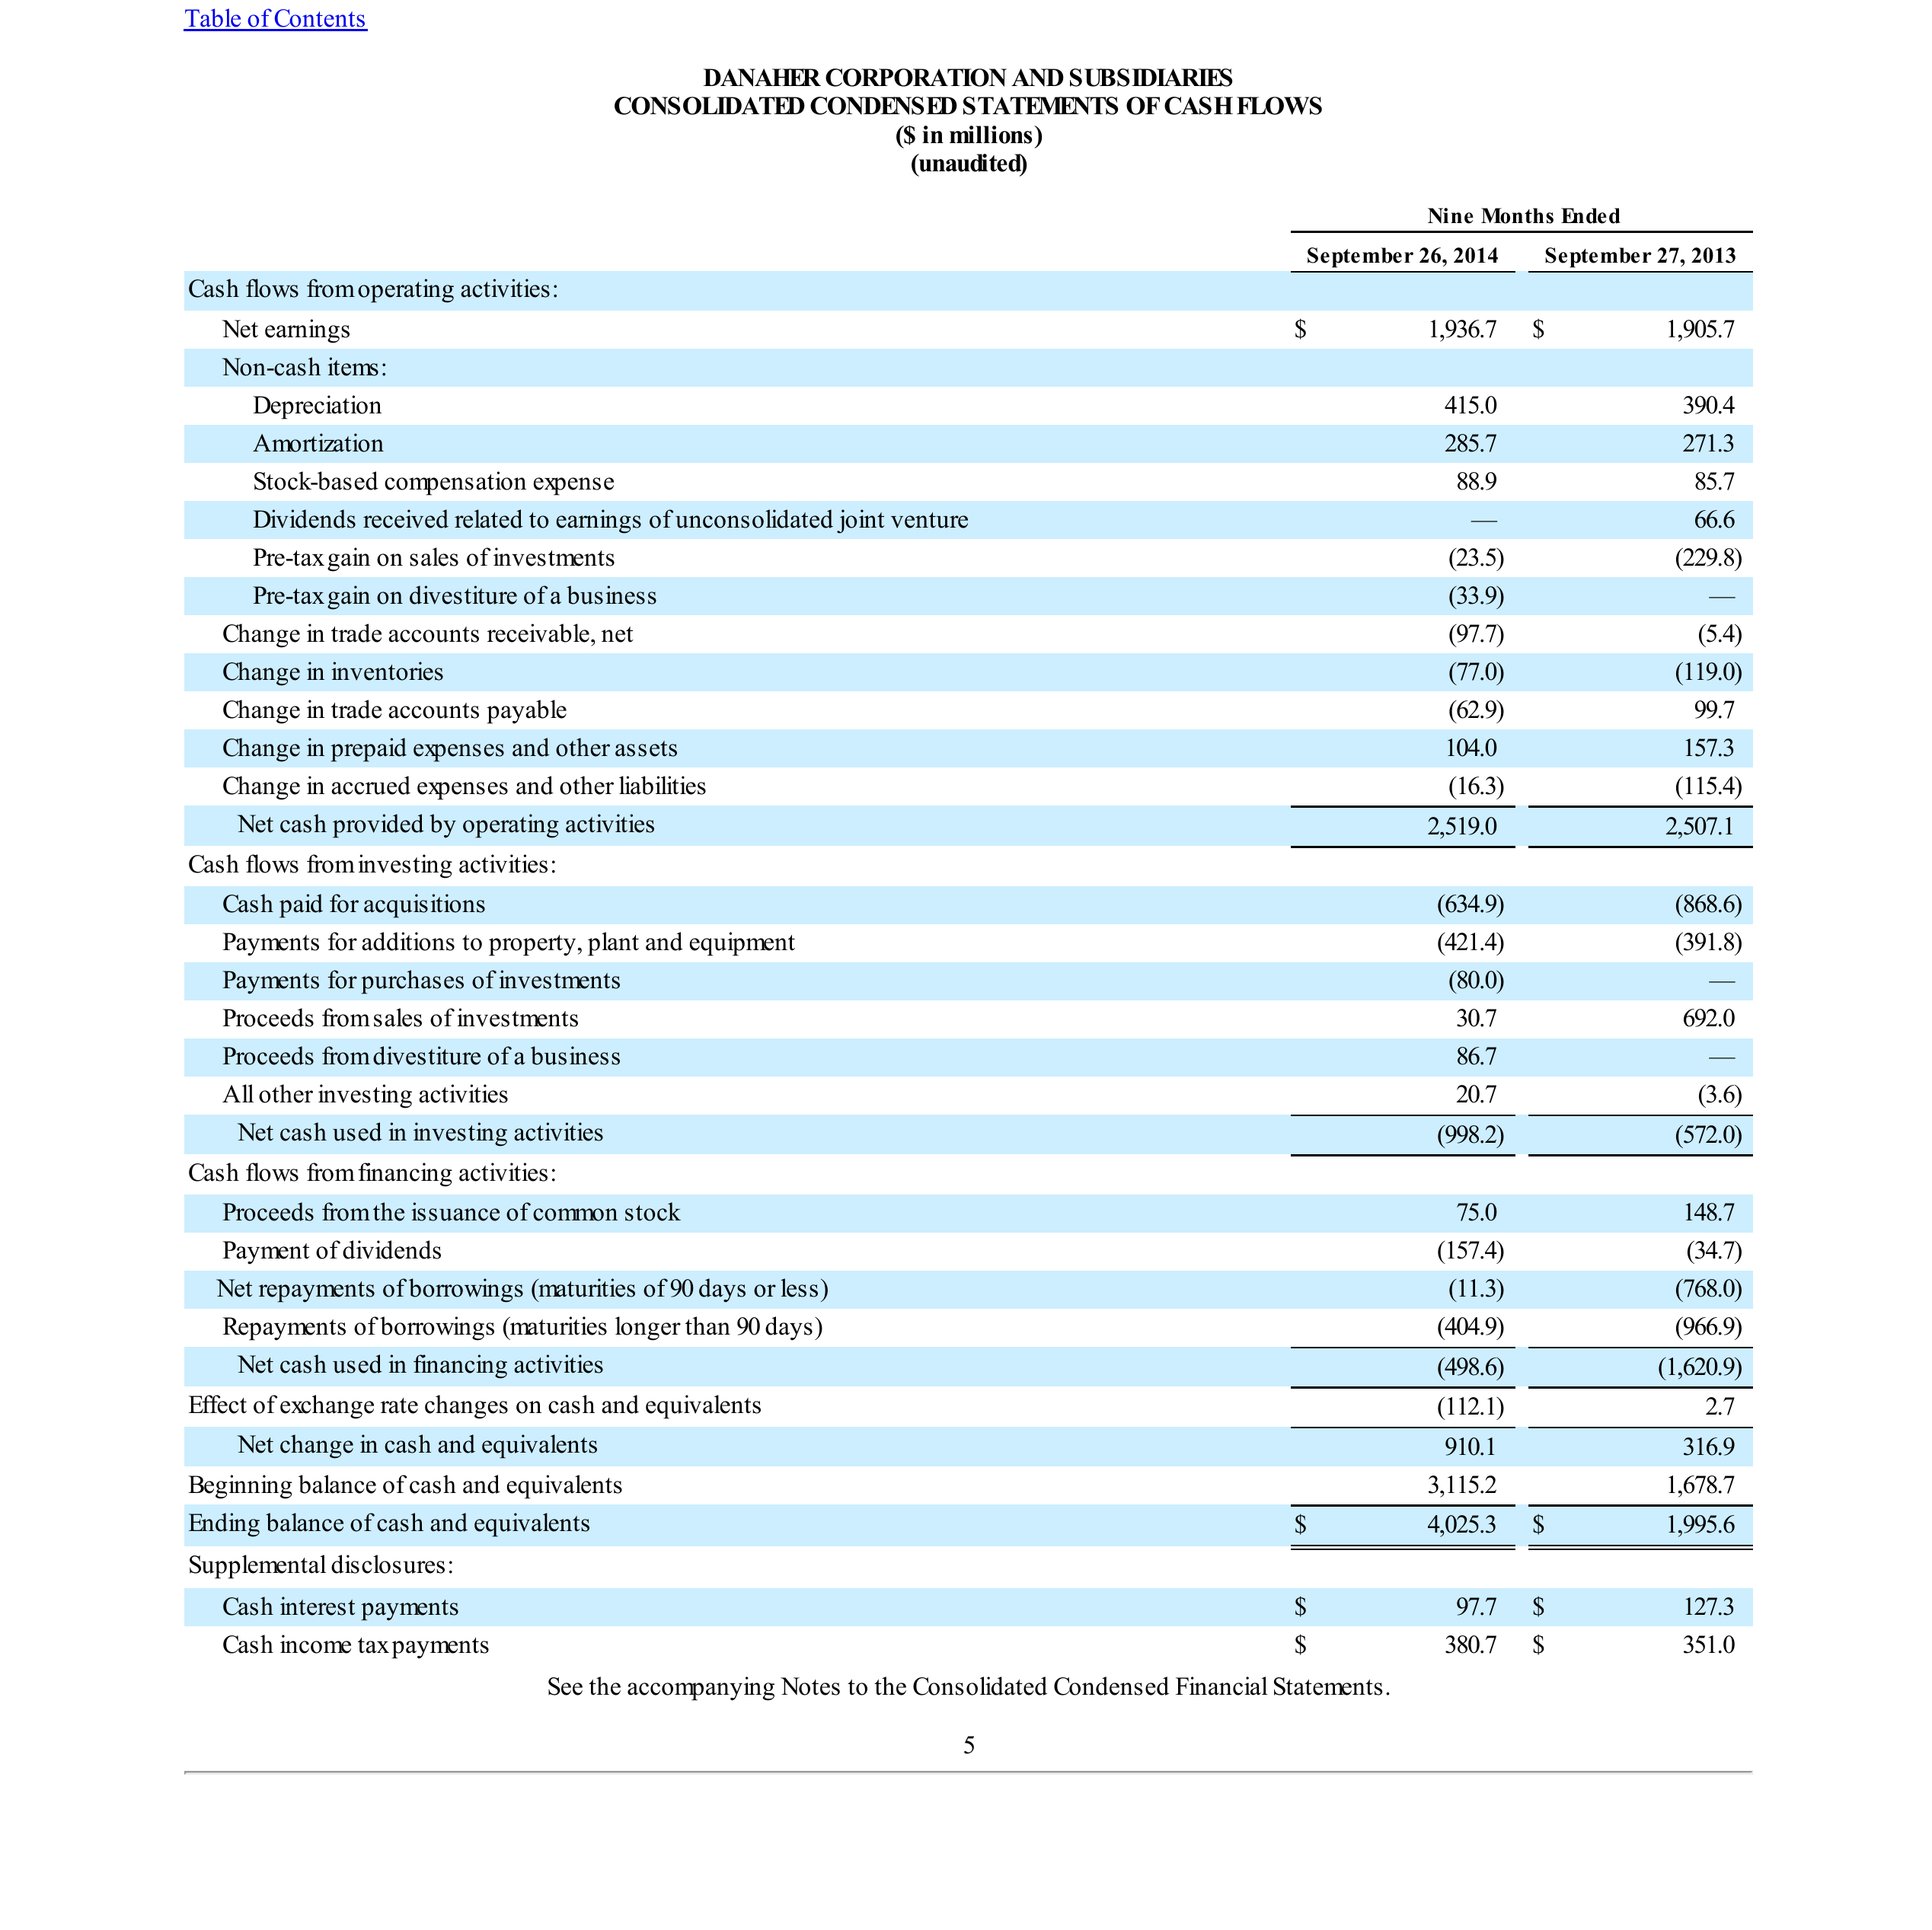 Table of Contents
DANAHER CORPORATION AND SUBSIDIARIES
CONSOLIDATED CONDENSED STATEMENTS OF CASH FLOWS
($ in millions)
(unaudited)
Nine Months Ended
September 26, 2014 September 27, 2013
Cash flows from operating activities:
Net earnings $ 1,936.7 $ 1,905.7
Non-cash items:
Depreciation 415.0 390.4
Amortization 285.7 271.3
Stock-based compensation expense 88.9 85.7
Dividends received related to earnings of unconsolidated joint venture — 66.6
Pre-tax gain on sales of investments (23.5) (229.8)
Pre-tax gain on divestiture of a business (33.9) —
Change in trade accounts receivable, net (97.7) (5.4)
Change in inventories (77.0) (119.0)
Change in trade accounts payable (62.9) 99.7
Change in prepaid expenses and other assets 104.0 157.3
Change in accrued expenses and other liabilities (16.3) (115.4)
Net cash provided by operating activities 2,519.0 2,507.1
Cash flows from investing activities:
Cash paid for acquisitions (634.9) (868.6)
Payments for additions to property, plant and equipment (421.4) (391.8)
Payments for purchases of investments (80.0) —
Proceeds from sales of investments 30.7 692.0
Proceeds from divestiture of a business 86.7 —
All other investing activities 20.7 (3.6)
Net cash used in investing activities (998.2) (572.0)
Cash flows from financing activities:
Proceeds from the issuance of common stock 75.0 148.7
Payment of dividends (157.4) (34.7)
Net repayments of borrowings (maturities of 90 days or less) (11.3) (768.0)
Repayments of borrowings (maturities longer than 90 days) (404.9) (966.9)
Net cash used in financing activities (498.6) (1,620.9)
Effect of exchange rate changes on cash and equivalents (112.1) 2.7
Net change in cash and equivalents 910.1 316.9
Beginning balance of cash and equivalents 3,115.2 1,678.7
Ending balance of cash and equivalents $ 4,025.3 $ 1,995.6
Supplemental disclosures:
Cash interest payments $ 97.7 $ 127.3
Cash income tax payments $ 380.7 $ 351.0
See the accompanying Notes to the Consolidated Condensed Financial Statements.
5